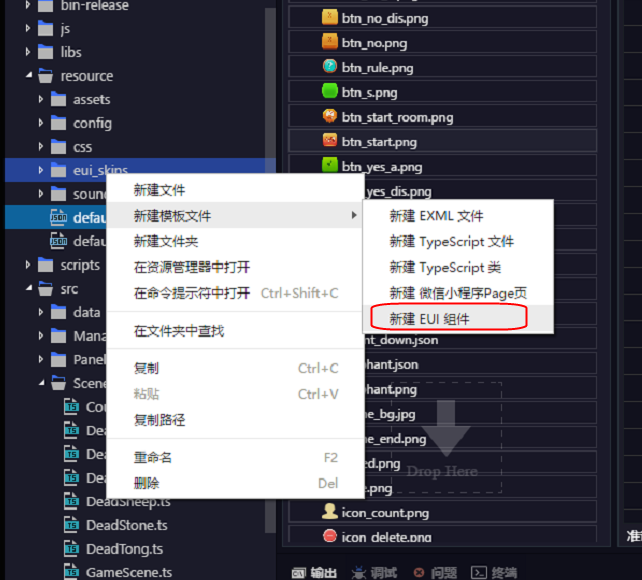 bin-release
js
libs
resource
assets
config
css
eui_skins
soun
defau
defau
scripts
src
data
Mana
Panel
Scene
Cou
Dea
Dea
Dea
DeadSheep.ts
DeadStone.ts
DeadTong.ts
GameScene.ts
新建文件
新建模板文件
新建文件夹
在资源管理器中打开
在命令提示符中打开 Ctrl+Shift+C
在文件夹中查找
复制 Ctrl+C
粘贴 Ctrl+V
复制路径
重命名 F2
删除 Del
btn_no_dis.png
btn_no.png
btn_rule.png
btn_s.png
btn_start_room.png
btn_start.png
btn_yes_a.png
yes_dis.png
新建 EXML 文件
新建 TypeScript 文件
新建 TypeScript 类
新建 微信小程序Page页
新建 EUI 组件
nt_down.json
phant.json
phant.png
ne_bg.jpg
ne_end.png
ed.png
Drop Here
e.png
icon_count.png
icon_delete.png
输出
调试
问题
终端